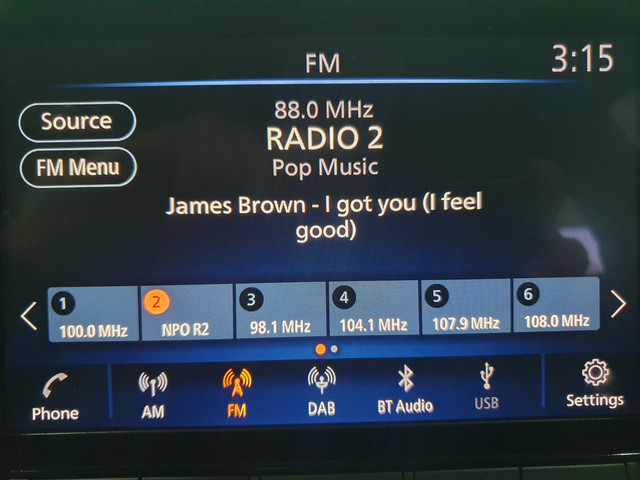 FM
3:15
Source
88.0 MHz
RADIO 2
FM Menu
Pop Music
James Brown - I got you (I feel
good)
1
100.0 MHz
2
NPO R2
3
98.1 MHz
4
104.1 MHz
5
107.9 MHz
6
108.0 MHz
Phone
AM
FM
DAB
BT Audio
USB
Settings